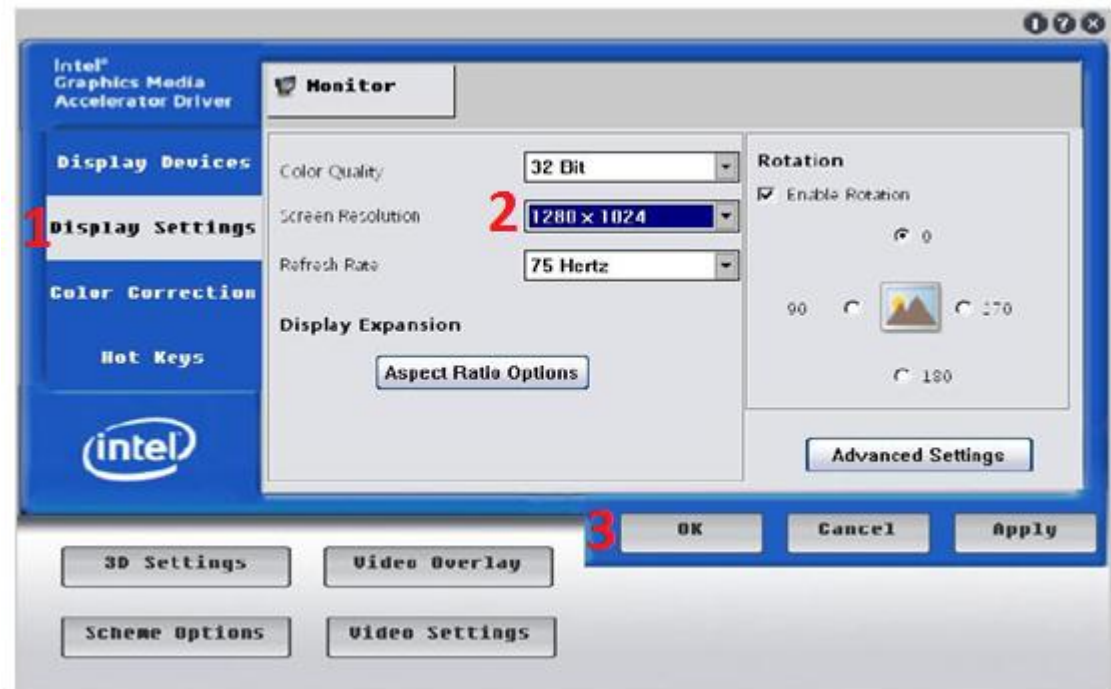 Intel®
Graphics Media
Accelerator Driver
Monitor
Display Devices
1
Display Settings
Color Correction
Hot Keys
intel
Color Quality
32 Bit
Screen Resolution
2
1280 x 1024
Refresh Rate
75 Hertz
Display Expansion
Aspect Ratio Options
Rotation
Enable Rotation
0
90
270
180
Advanced Settings
3
OK
Cancel
Apply
3D Settings
Video Overlay
Scheme Options
Video Settings